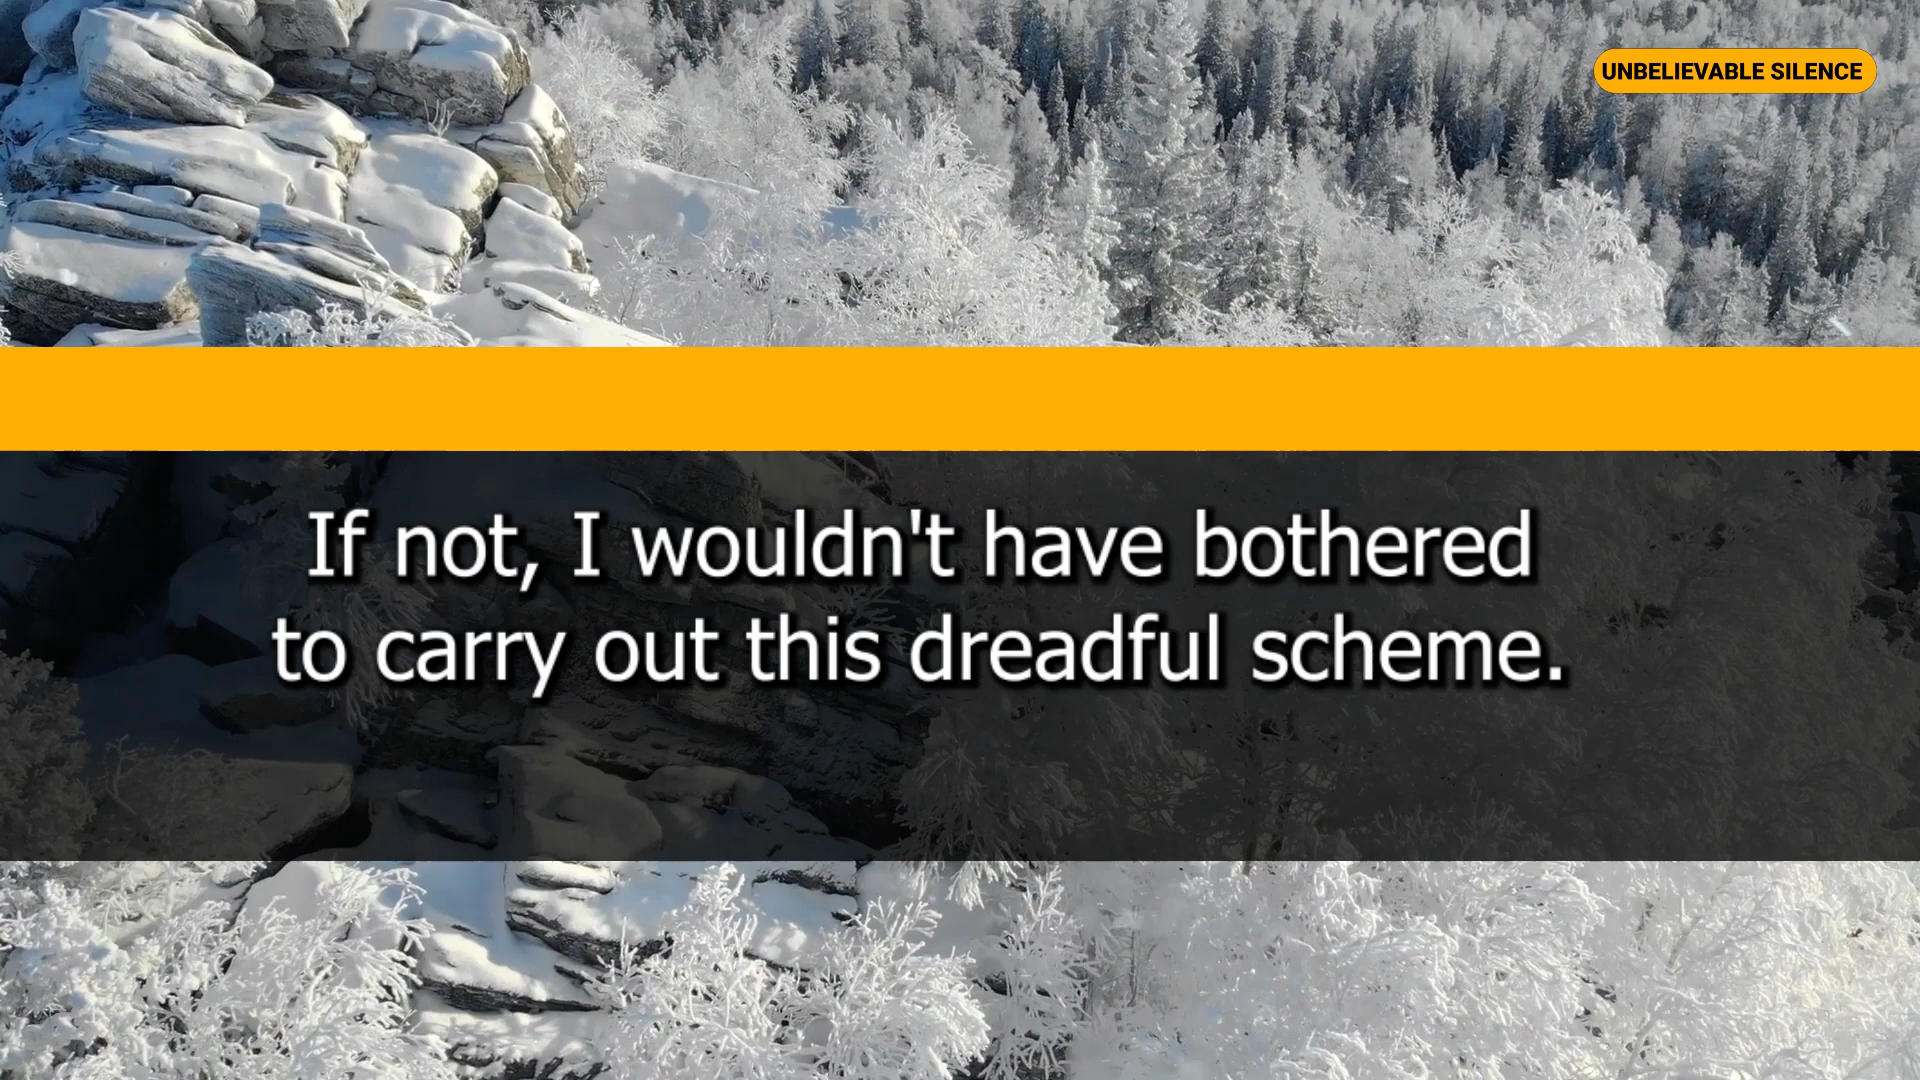 UNBELIEVABLE SILENCE
If not, I wouldn't have bothered
to carry out this dreadful scheme.